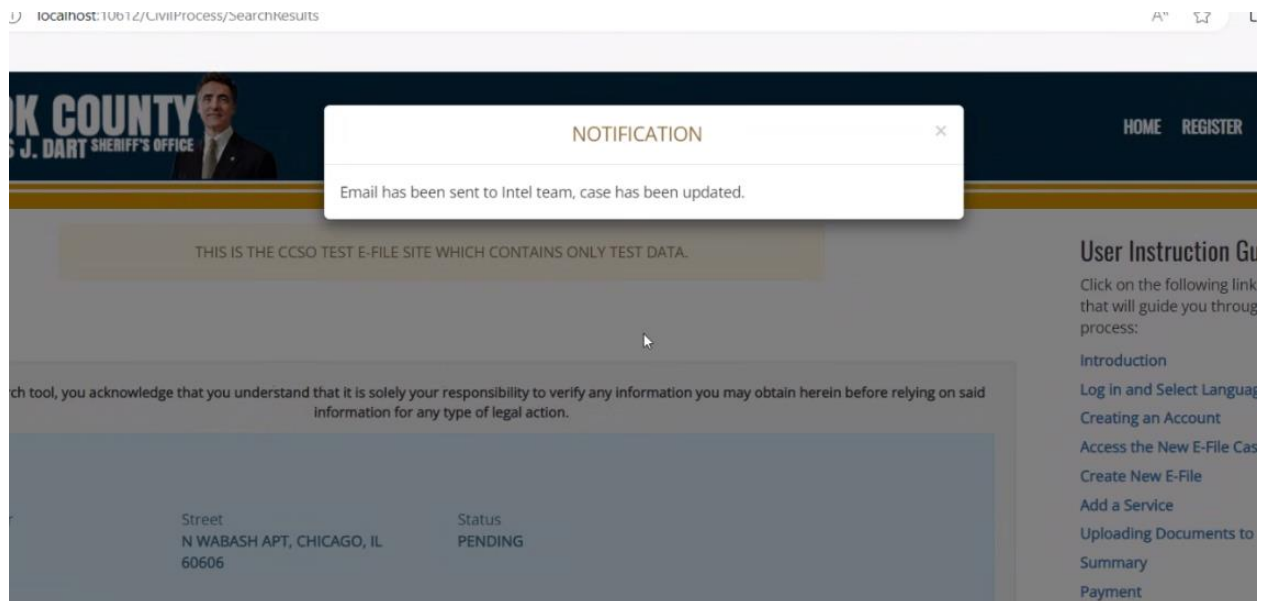 localhost:10612/CivilProcess/SearchResults
OK COUNTY
S J. DART SHERIFF'S OFFICE
HOME REGISTER
NOTIFICATION ×
Email has been sent to Intel team, case has been updated.
THIS IS THE CCSO TEST E-FILE SITE WHICH CONTAINS ONLY TEST DATA.
rch tool, you acknowledge that you understand that it is solely your responsibility to verify any information you may obtain herein before relying on said
information for any type of legal action.
Street
N WABASH APT, CHICAGO, IL
60606
Status
PENDING
User Instruction Gu
Click on the following link
that will guide you throug
process:
Introduction
Log in and Select Languag
Creating an Account
Access the New E-File Cas
Create New E-File
Add a Service
Uploading Documents to
Summary
Payment